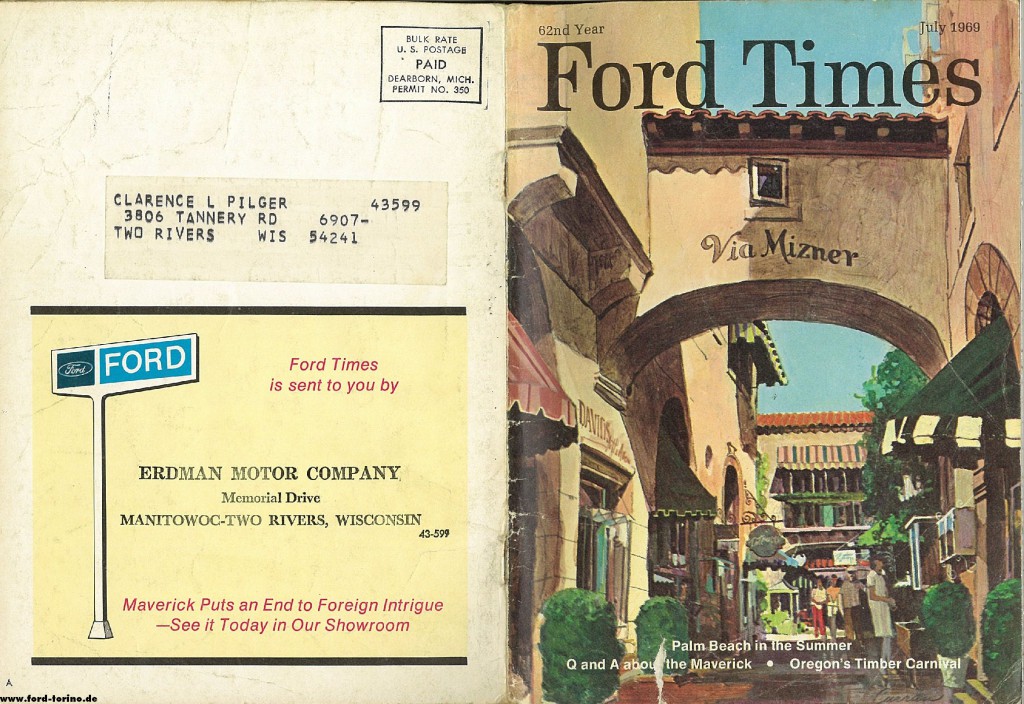 BULK RATE
U. S. POSTAGE
PAID
DEARBORN, MICH.
PERMIT NO. 350
CLARENCE L PILGER 43599
3806 TANNERY RD 6907-
TWO RIVERS WIS 54241
Ford FORD
Ford Times
is sent to you by
ERDMAN MOTOR COMPANY
Memorial Drive
MANITOWOC-TWO RIVERS, WISCONSIN
43-599
Maverick Puts an End to Foreign Intrigue
—See it Today in Our Showroom
A
www.ford-torino.de
62nd Year July 1969
Ford Times
Via Mizner
DAVIDS
Palm Beach in the Summer
Q and A about the Maverick • Oregon's Timber Carnival